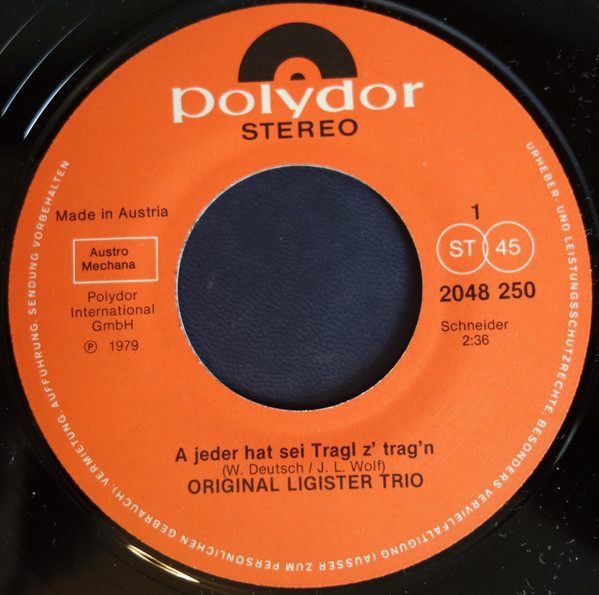 polydor
STEREO
Made in Austria
Austro
Mechana
Polydor
International
GmbH
Ⓟ 1979
1
ST 45
2048 250
Schneider
2:36
A jeder hat sei Tragl z' trag'n
(W. Deutsch / J. L. Wolf)
ORIGINAL LIGISTER TRIO
URHEBER- UND LEISTUNGSSCHUTZRECHTE, BESONDERS VERVIELFÄLTIGUNG (AUSSER ZUM PERSÖNLICHEN GEBRAUCH), VERMIETUNG, AUFFÜHRUNG, SENDUNG VORBEHALTEN